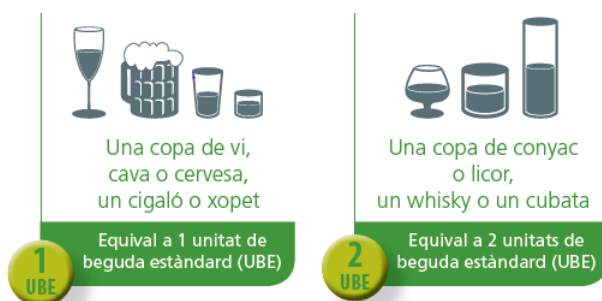 Una copa de vi,
cava o cervesa,
un cigaló o xopet
Equival a 1 unitat de
beguda estàndard (UBE)
1
UBE
Una copa de conyac
o licor,
un whisky o un cubata
Equival a 2 unitats de
beguda estàndard (UBE)
2
UBE